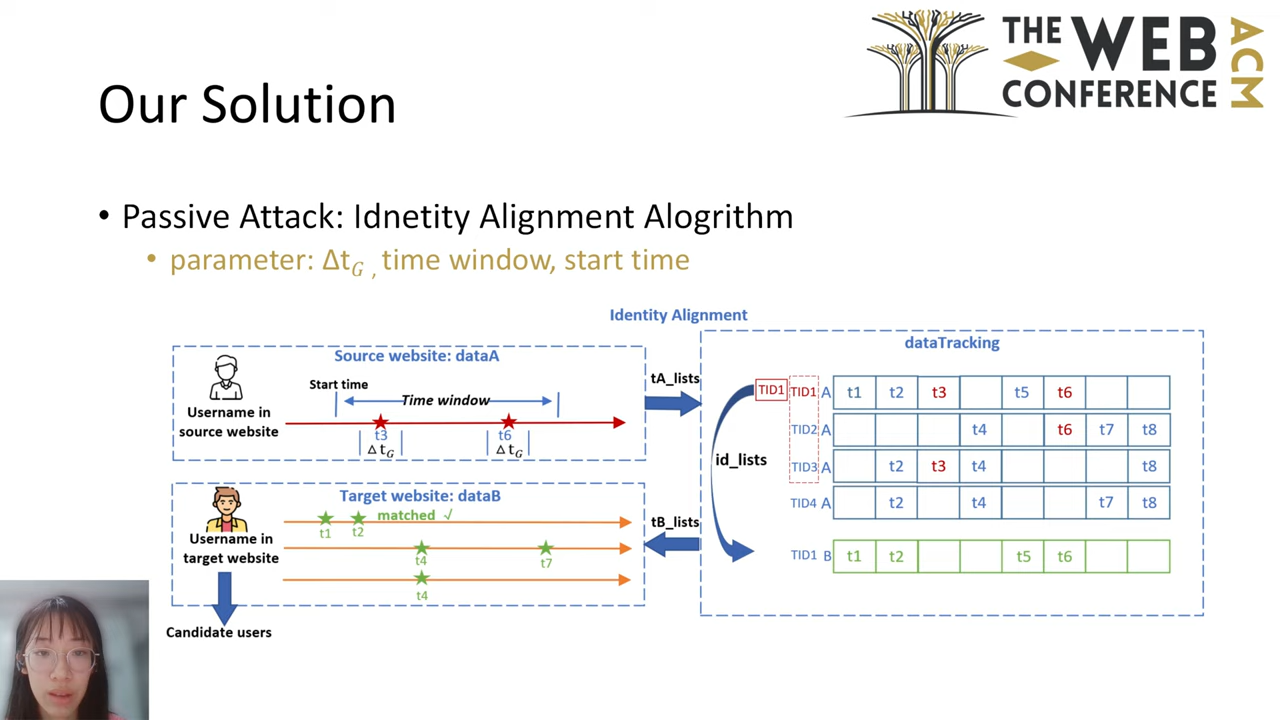 THE WEB
CONFERENCE
ACM
Our Solution
• Passive Attack: Idnetity Alignment Alogrithm
• parameter: Δt_G , time window, start time
Identity Alignment
Source website: dataA
Start time
Time window
Username in
source website
t3 t6
Δt_G Δt_G
tA_lists
Target website: dataB
matched √
t1 t2
Username in
target website
t4 t7
t4
Candidate users
tB_lists
dataTracking
TID1 TID1 A t1 t2 t3 t5 t6
TID2 A t4 t6 t7 t8
id_lists
TID3 A t2 t3 t4 t8
TID4 A t2 t4 t7 t8
TID1 B t1 t2 t5 t6